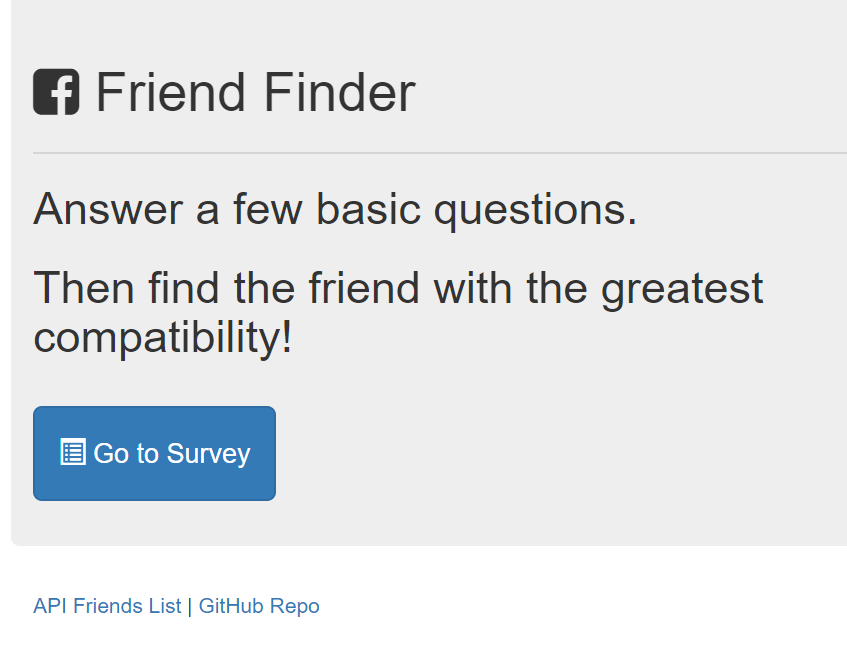 Friend Finder
Answer a few basic questions.
Then find the friend with the greatest
compatibility!
Go to Survey
API Friends List | GitHub Repo